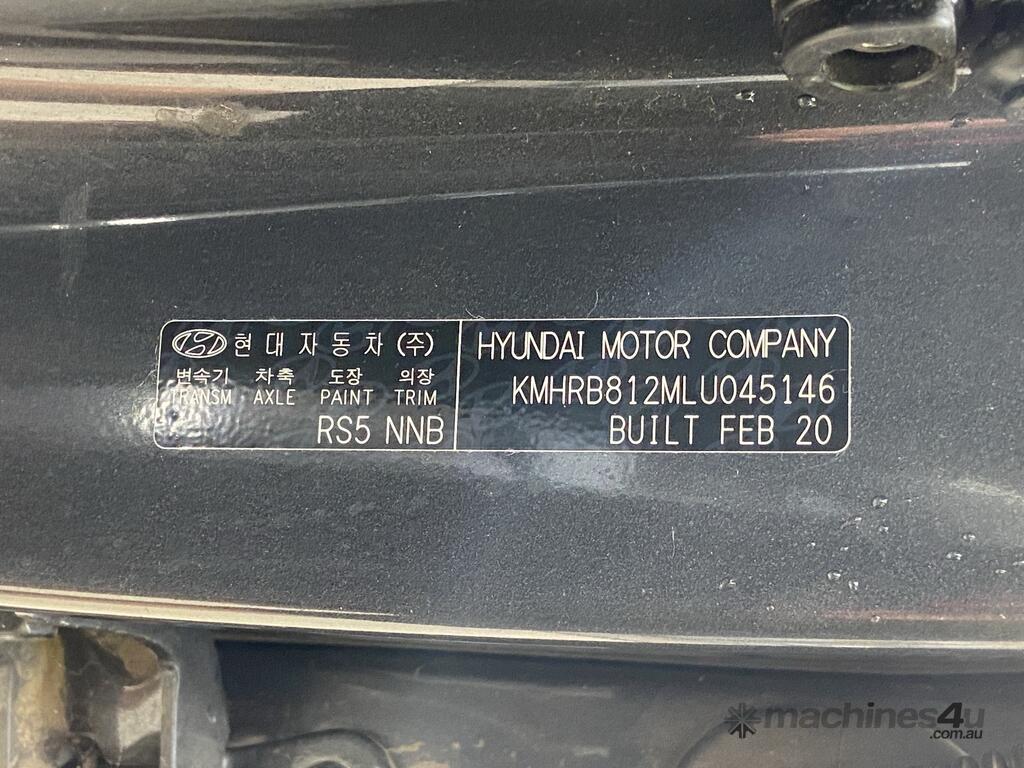 현대자동차(주)
변속기 차축 도장 의장
TRANSM AXLE PAINT TRIM
RS5 NNB
HYUNDAI MOTOR COMPANY
KMHRB812MLU045146
BUILT FEB 20
machines4u
.com.au